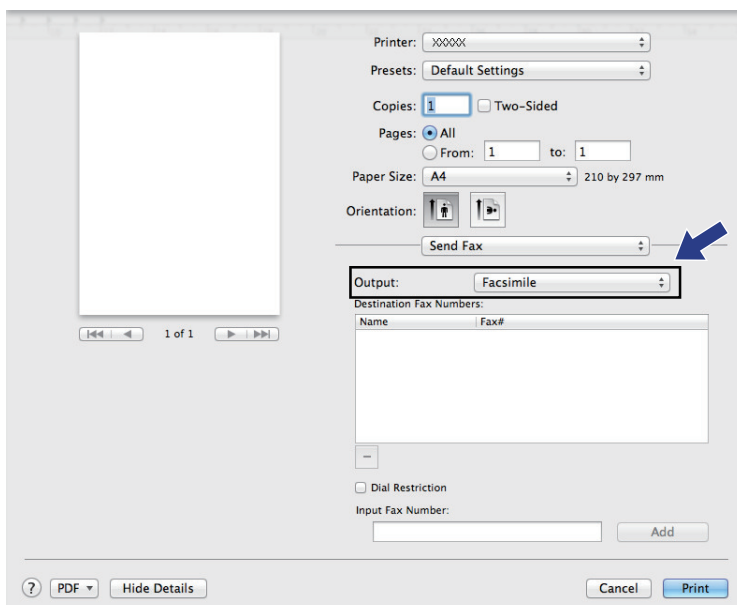 Printer: XXXXX
Presets: Default Settings
Copies: 1 Two-Sided
Pages: All
From: 1 to: 1
Paper Size: A4 210 by 297 mm
Orientation:
Send Fax
Output: Facsimile
Destination Fax Numbers:
Name Fax#
1 of 1
Dial Restriction
Input Fax Number:
Add
? PDF Hide Details Cancel Print